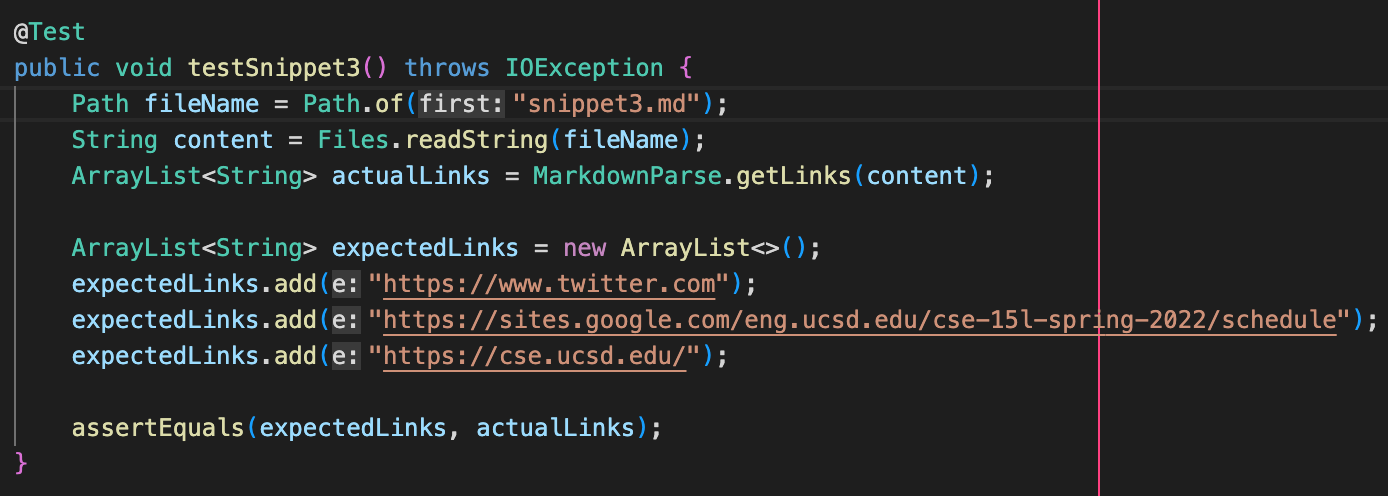 @Test
public void testSnippet3() throws IOException {
Path fileName = Path.of(first: "snippet3.md");
String content = Files.readString(fileName);
ArrayList<String> actualLinks = MarkdownParse.getLinks(content);
ArrayList<String> expectedLinks = new ArrayList<>();
expectedLinks.add(e: "https://www.twitter.com");
expectedLinks.add(e: "https://sites.google.com/eng.ucsd.edu/cse-15l-spring-2022/schedule");
expectedLinks.add(e: "https://cse.ucsd.edu/");
assertEquals(expectedLinks, actualLinks);
}